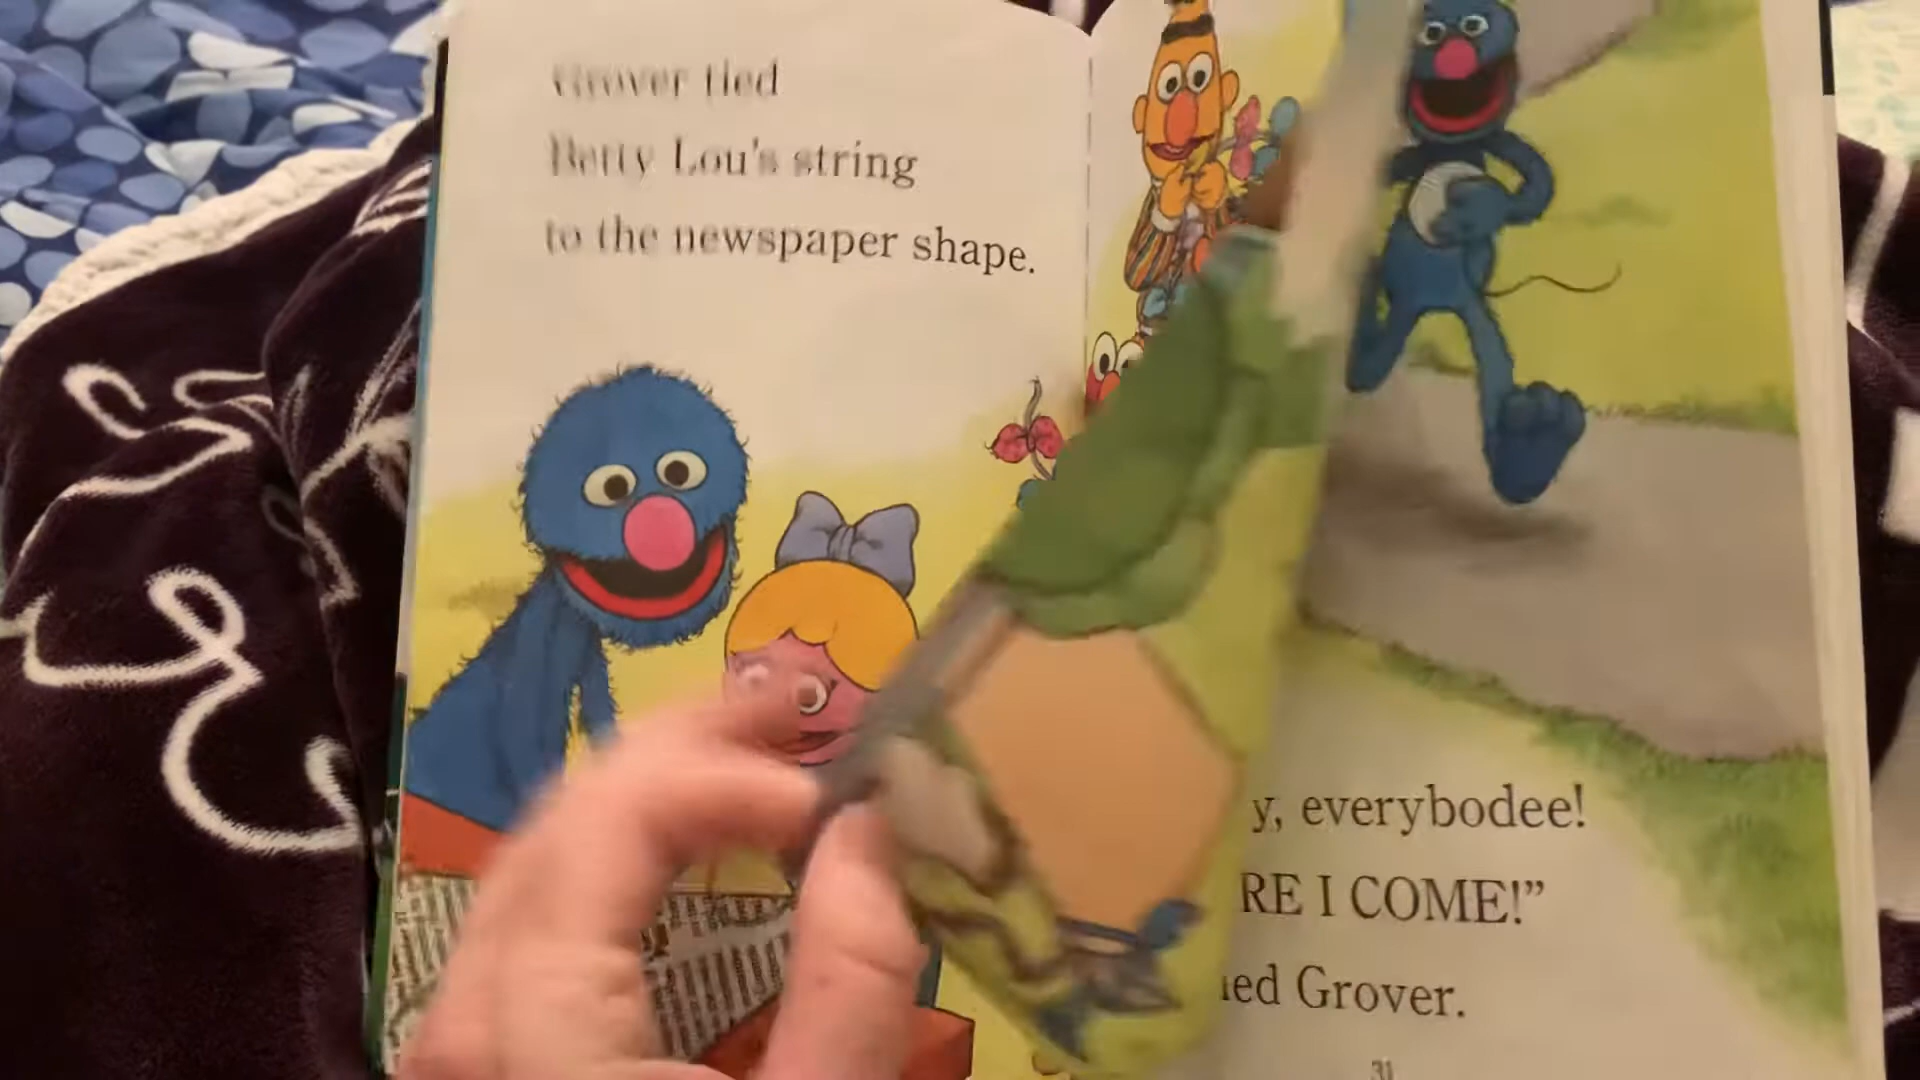 Grover tied
Betty Lou's string
to the newspaper shape.
y, everybodee!
RE I COME!”
ed Grover.
31